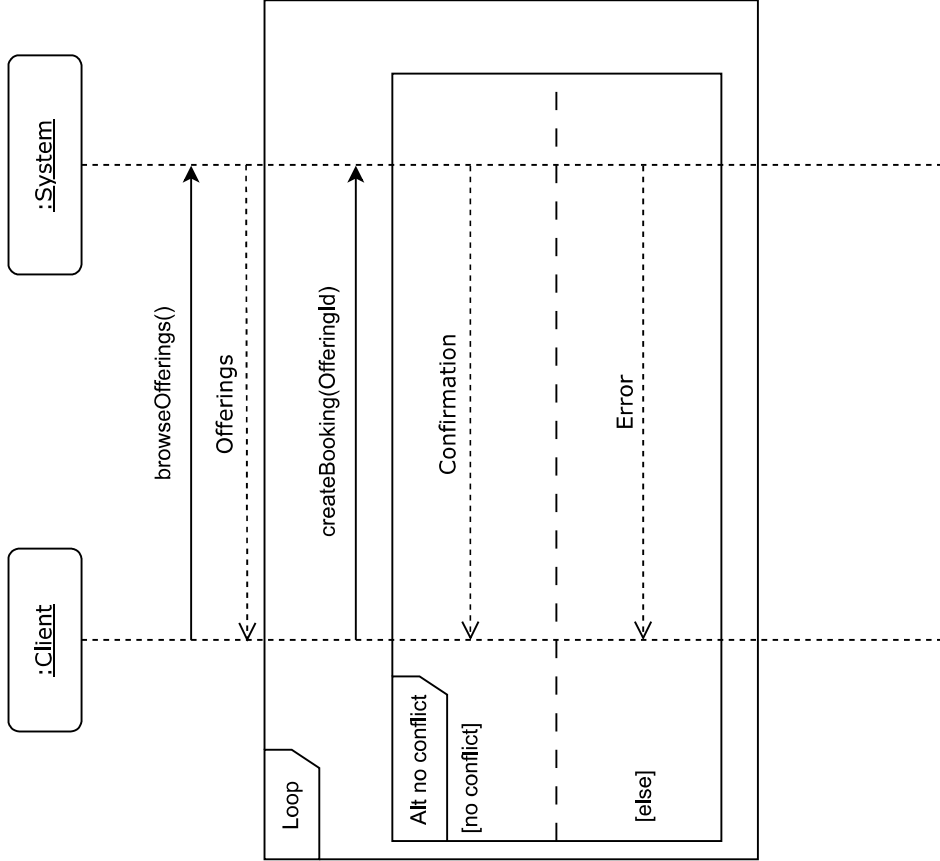 :Client
:System
browseOfferings()
Offerings
Loop
createBooking(OfferingId)
Alt no conflict
[no conflict]
Confirmation
[else]
Error